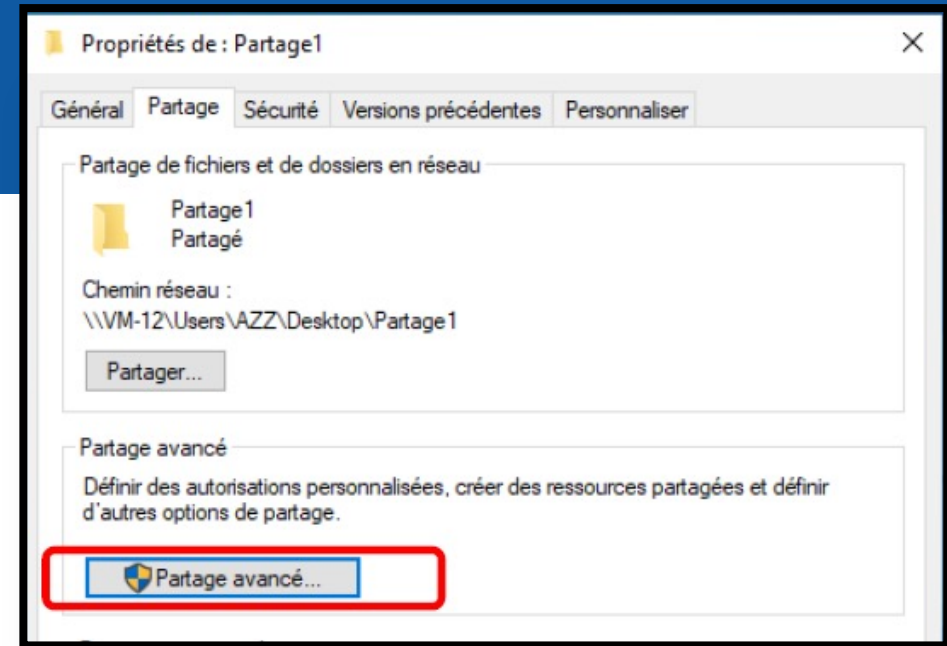 Propriétés de : Partage1
Général Partage Sécurité Versions précédentes Personnaliser
Partage de fichiers et de dossiers en réseau
Partage1
Partagé
Chemin réseau :
\\VM-12\Users\AZZ\Desktop\Partage1
Partager...
Partage avancé
Définir des autorisations personnalisées, créer des ressources partagées et définir
d'autres options de partage.
Partage avancé...